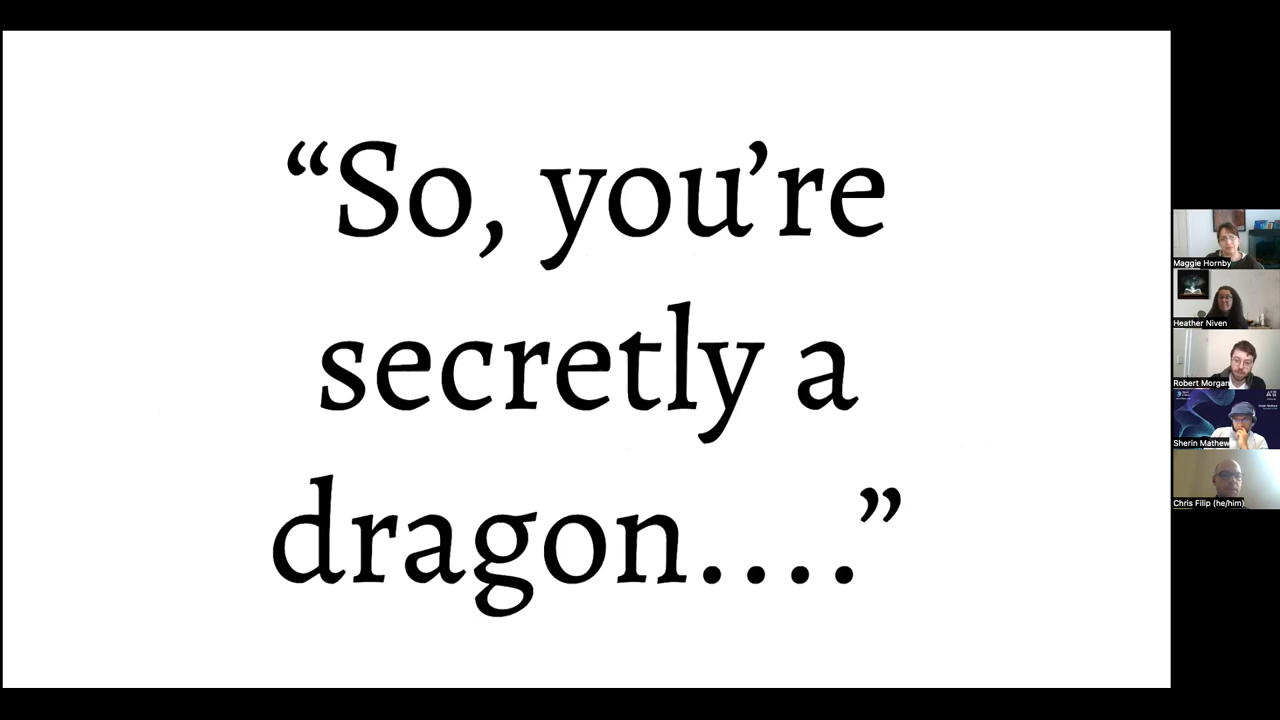 “So, you’re
secretly a
dragon....”
Maggie Hornby
Heather Niven
Robert Morgan
Sherin Mathew
Chris Filip (he/him)